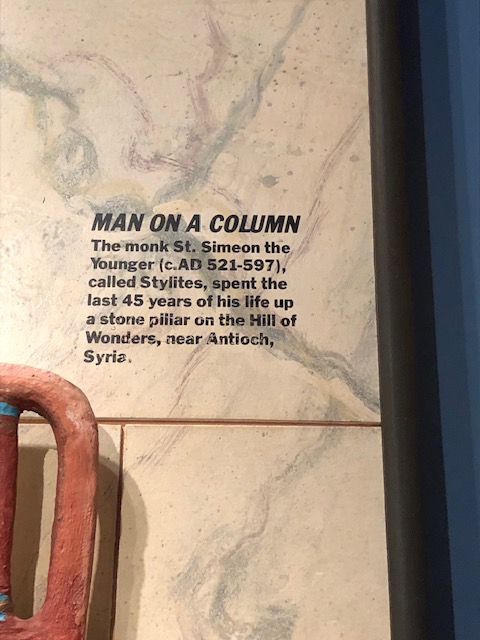 MAN ON A COLUMN
The monk St. Simeon the
Younger (c.AD 521-597),
called Stylites, spent the
last 45 years of his life up
a stone pillar on the Hill of
Wonders, near Antioch,
Syria.